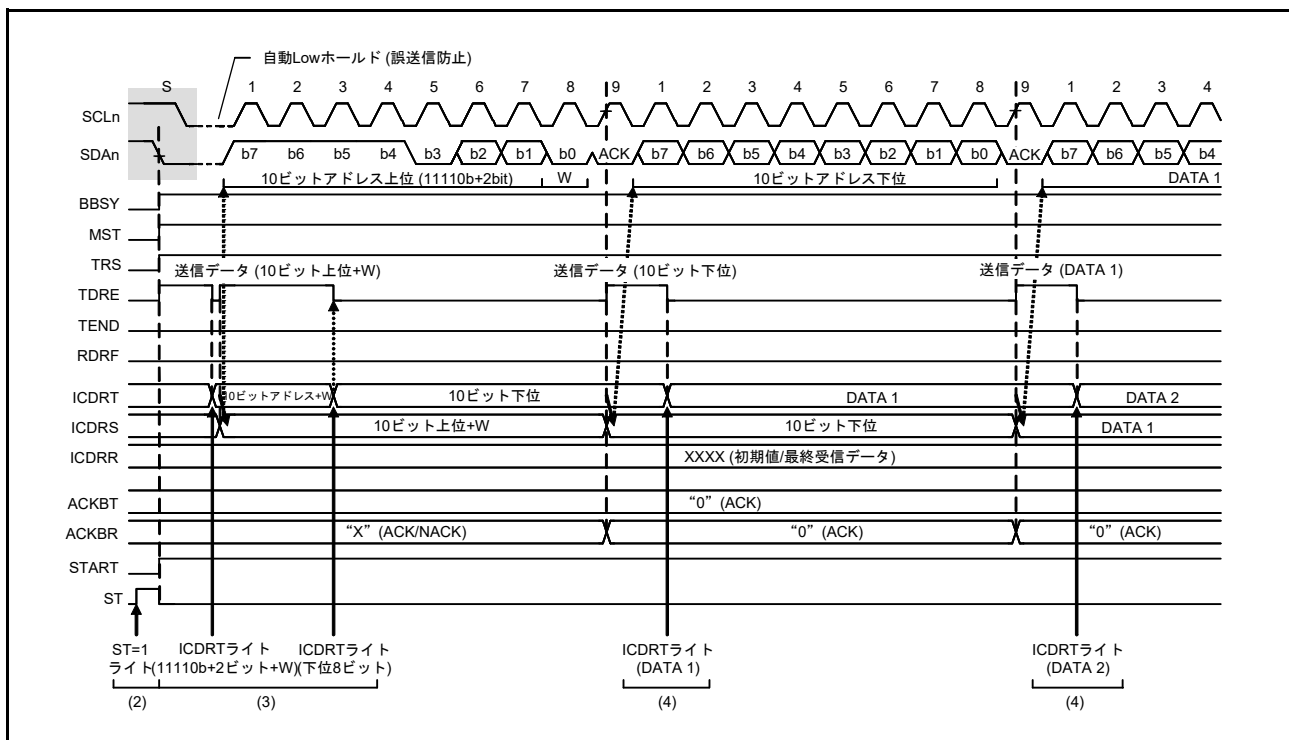 自動Lowホールド (誤送信防止)
S 1 2 3 4 5 6 7 8 9 1 2 3 4 5 6 7 8 9 1 2 3 4
SCLn
SDAn b7 b6 b5 b4 b3 b2 b1 b0 ACK b7 b6 b5 b4 b3 b2 b1 b0 ACK b7 b6 b5 b4
10ビットアドレス上位 (11110b+2bit) W 10ビットアドレス下位 DATA 1
BBSY
MST
TRS
送信データ (10ビット上位+W) 送信データ (10ビット下位) 送信データ (DATA 1)
TDRE
TEND
RDRF
ICDRT 10ビットアドレス+W 10ビット下位 DATA 1 DATA 2
ICDRS 10ビット上位+W 10ビット下位 DATA 1
ICDRR XXXX (初期値/最終受信データ)
ACKBT “0” (ACK)
ACKBR “X” (ACK/NACK) “0” (ACK) “0” (ACK)
START
ST
ST=1 ICDRTライト ICDRTライト ICDRTライト ICDRTライト
ライト (11110b+2ビット+W) (下位8ビット) (DATA 1) (DATA 2)
(2) (3) (4) (4)